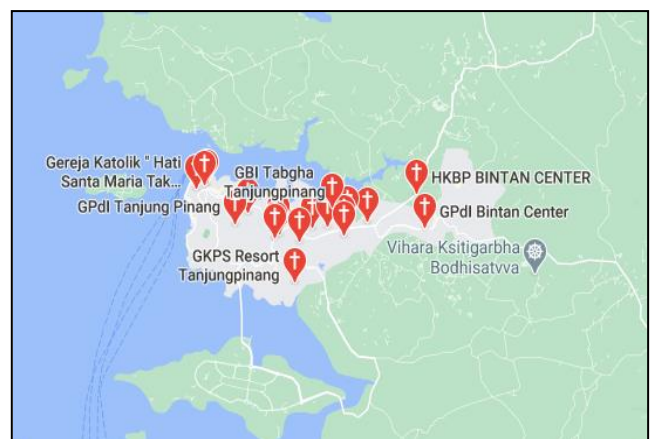 Gereja Katolik " Hati
Santa Maria Tak...
GBI Tabgha
Tanjungpinang
GPdI Tanjung Pinang
HKBP BINTAN CENTER
GPdI Bintan Center
GKPS Resort
Tanjungpinang
Vihara Ksitigarbha
Bodhisatvva